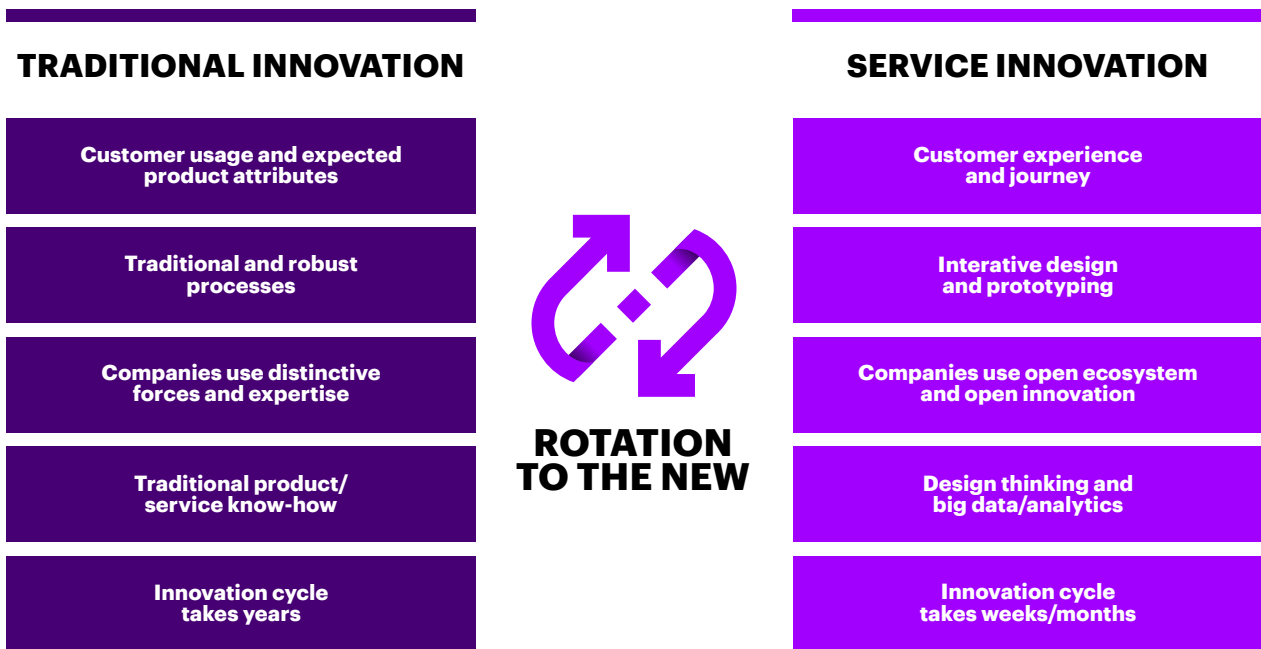 TRADITIONAL INNOVATION
Customer usage and expected
product attributes
Traditional and robust
processes
Companies use distinctive
forces and expertise
Traditional product/
service know-how
Innovation cycle
takes years
ROTATION
TO THE NEW
SERVICE INNOVATION
Customer experience
and journey
Interative design
and prototyping
Companies use open ecosystem
and open innovation
Design thinking and
big data/analytics
Innovation cycle
takes weeks/months